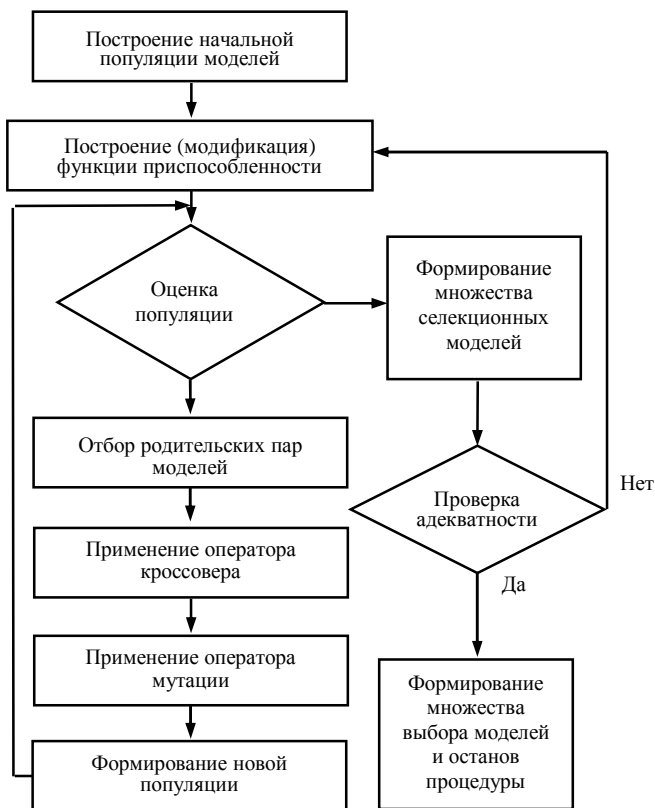 Построение начальной
популяции моделей
Построение (модификация)
функции приспособленности
Оценка
популяции
Формирование
множества
селекционных
моделей
Отбор родительских пар
моделей
Проверка
адекватности
Нет
Да
Применение оператора
кроссовера
Применение оператора
мутации
Формирование новой
популяции
Формирование
множества
выбора моделей
и останов
процедуры